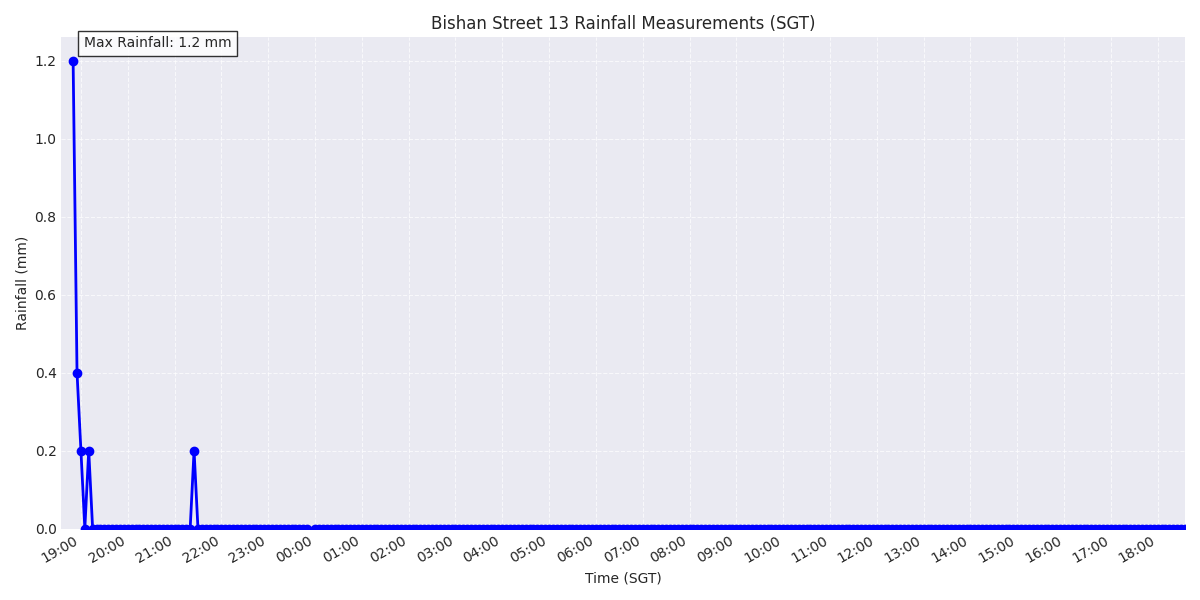 Bishan Street 13 Rainfall Measurements (SGT)
Max Rainfall: 1.2 mm
1.2
1.0
0.8
0.6
0.4
0.2
0.0
Rainfall (mm)
19:00 20:00 21:00 22:00 23:00 00:00 01:00 02:00 03:00 04:00 05:00 06:00 07:00 08:00 09:00 10:00 11:00 12:00 13:00 14:00 15:00 16:00 17:00 18:00
Time (SGT)